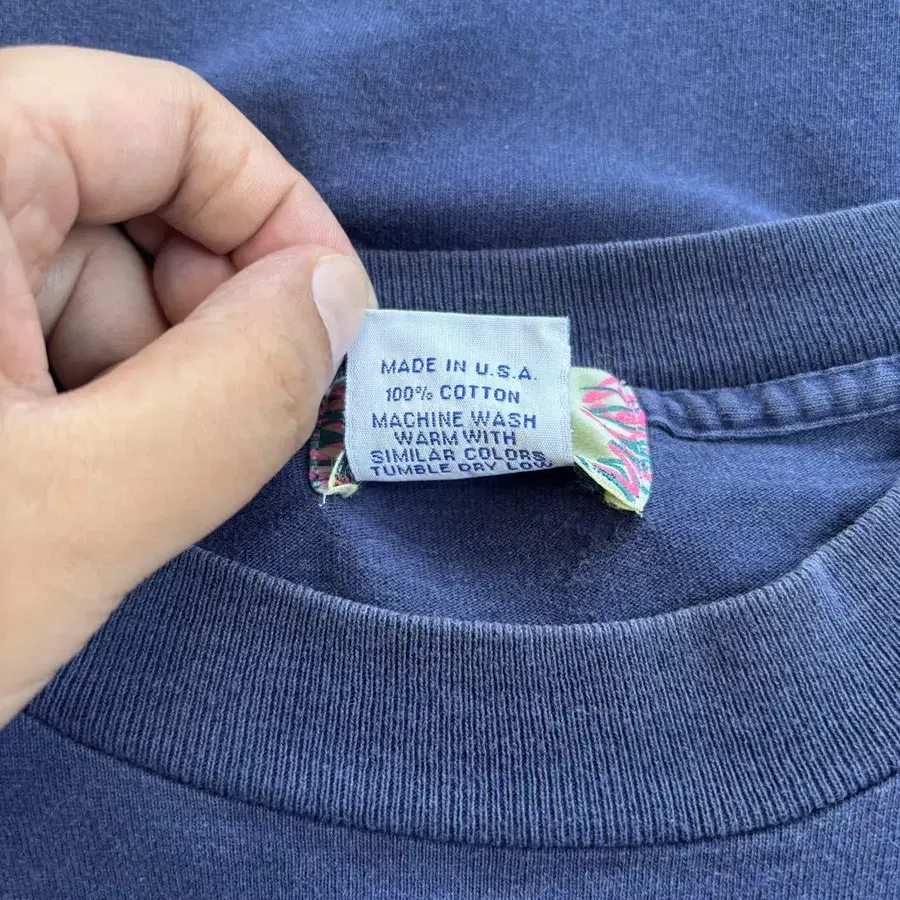 MADE IN U.S.A.
100% COTTON
MACHINE WASH
WARM WITH
SIMILAR COLORS
TUMBLE DRY LOW